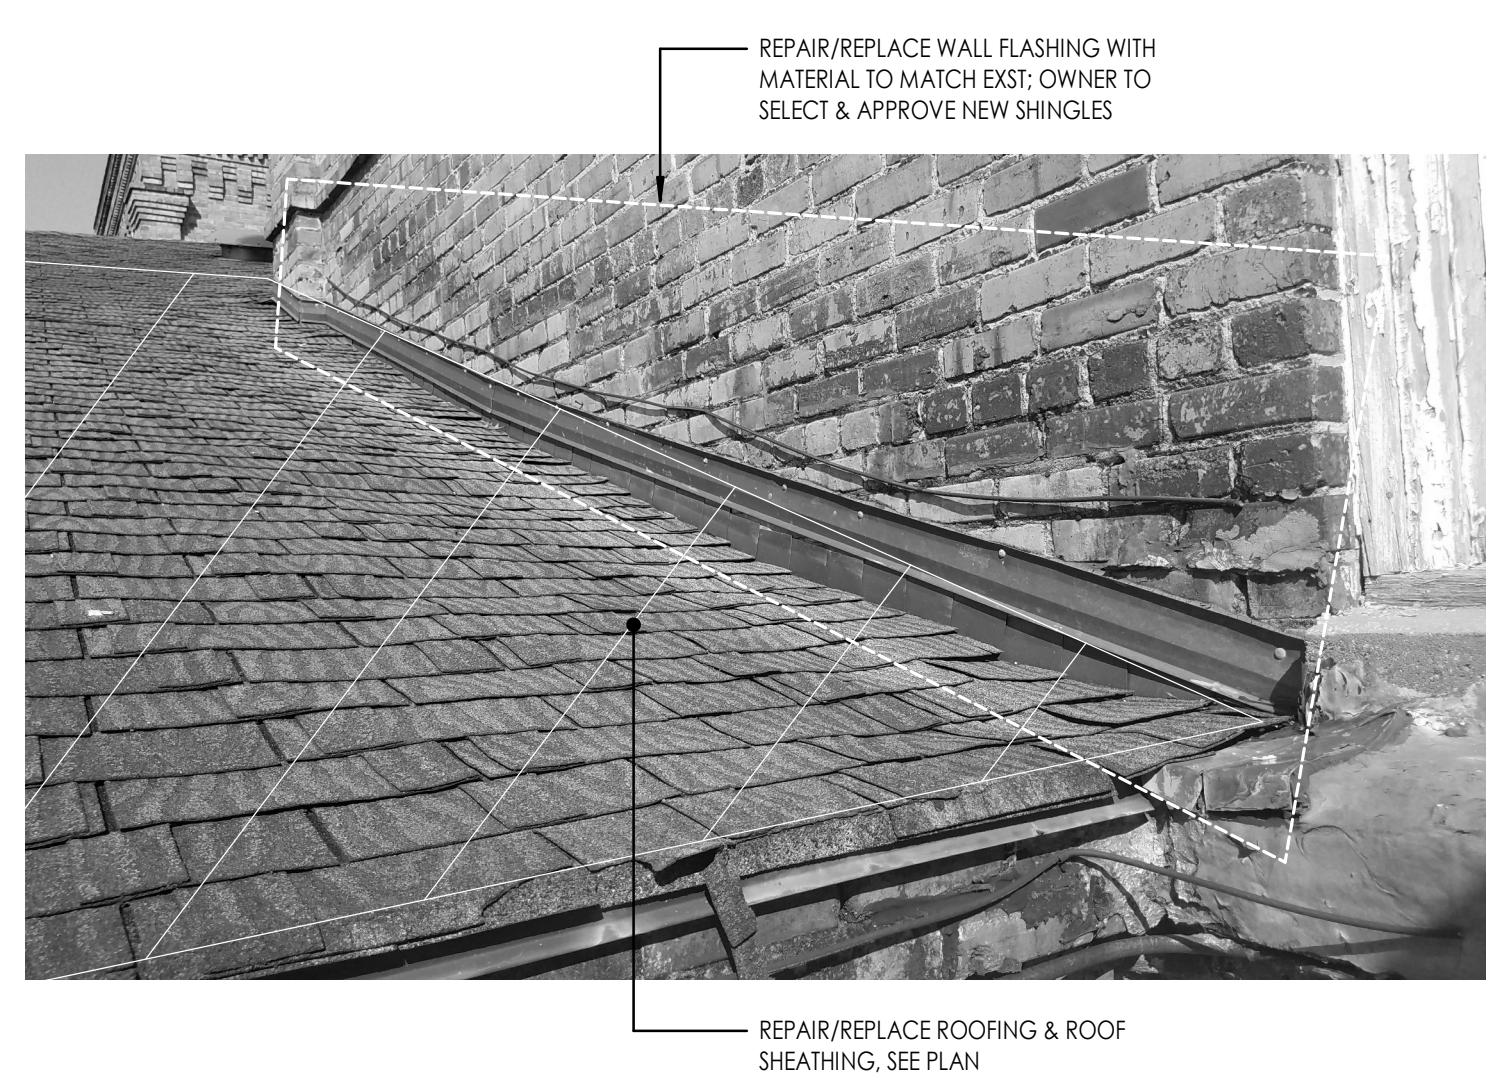 REPAIR/REPLACE WALL FLASHING WITH
MATERIAL TO MATCH EXST; OWNER TO
SELECT & APPROVE NEW SHINGLES
REPAIR/REPLACE ROOFING & ROOF
SHEATHING, SEE PLAN